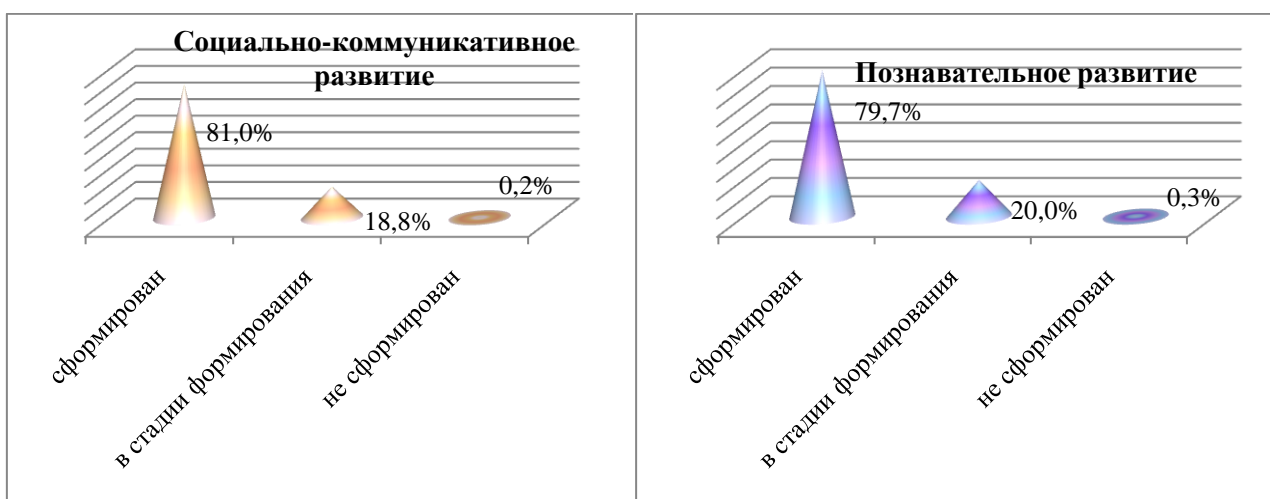 Социально-коммуникативное
развитие
81,0%
18,8%
0,2%
сформирован
в стадии формирования
не сформирован
Познавательное развитие
79,7%
20,0%
0,3%
сформирован
в стадии формирования
не сформирован